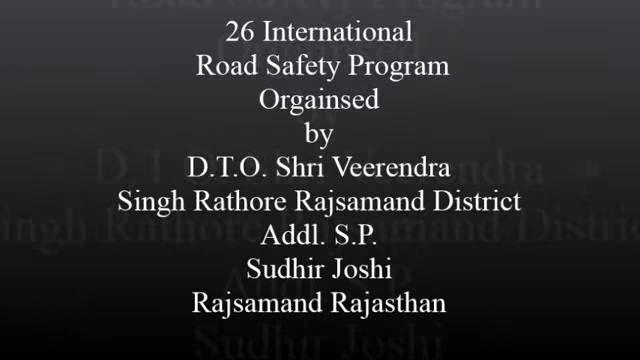 26 International
Road Safety Program
Orgainsed
by
D.T.O. Shri Veerendra
Singh Rathore Rajsamand District
Addl. S.P.
Sudhir Joshi
Rajsamand Rajasthan